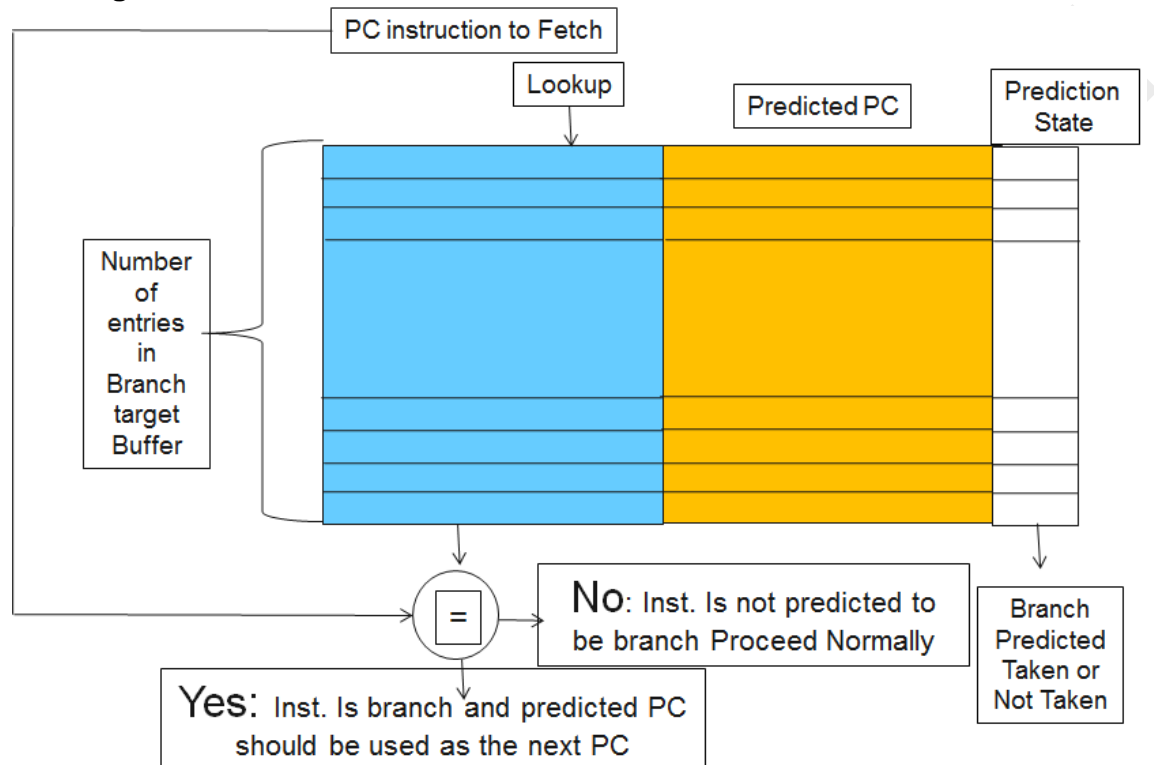 PC instruction to Fetch
Lookup
Predicted PC
Prediction
State
Number
of
entries
in
Branch
target
Buffer
=
No: Inst. Is not predicted to
be branch Proceed Normally
Branch
Predicted
Taken or
Not Taken
Yes: Inst. Is branch and predicted PC
should be used as the next PC